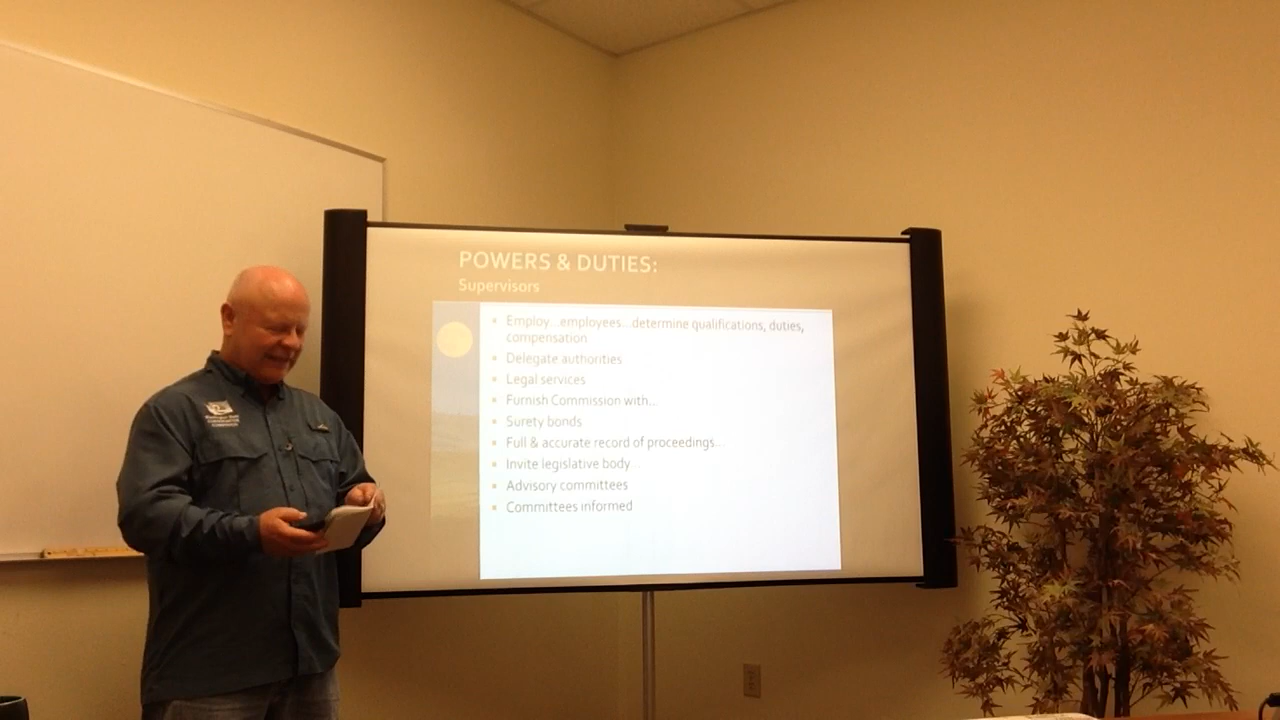 POWERS & DUTIES:
Supervisors
Employ...employees...determine qualifications, duties,
compensation
Delegate authorities
Legal services
Furnish Commission with...
Surety bonds
Full & accurate record of proceedings...
Invite legislative body...
Advisory committees
Committees informed